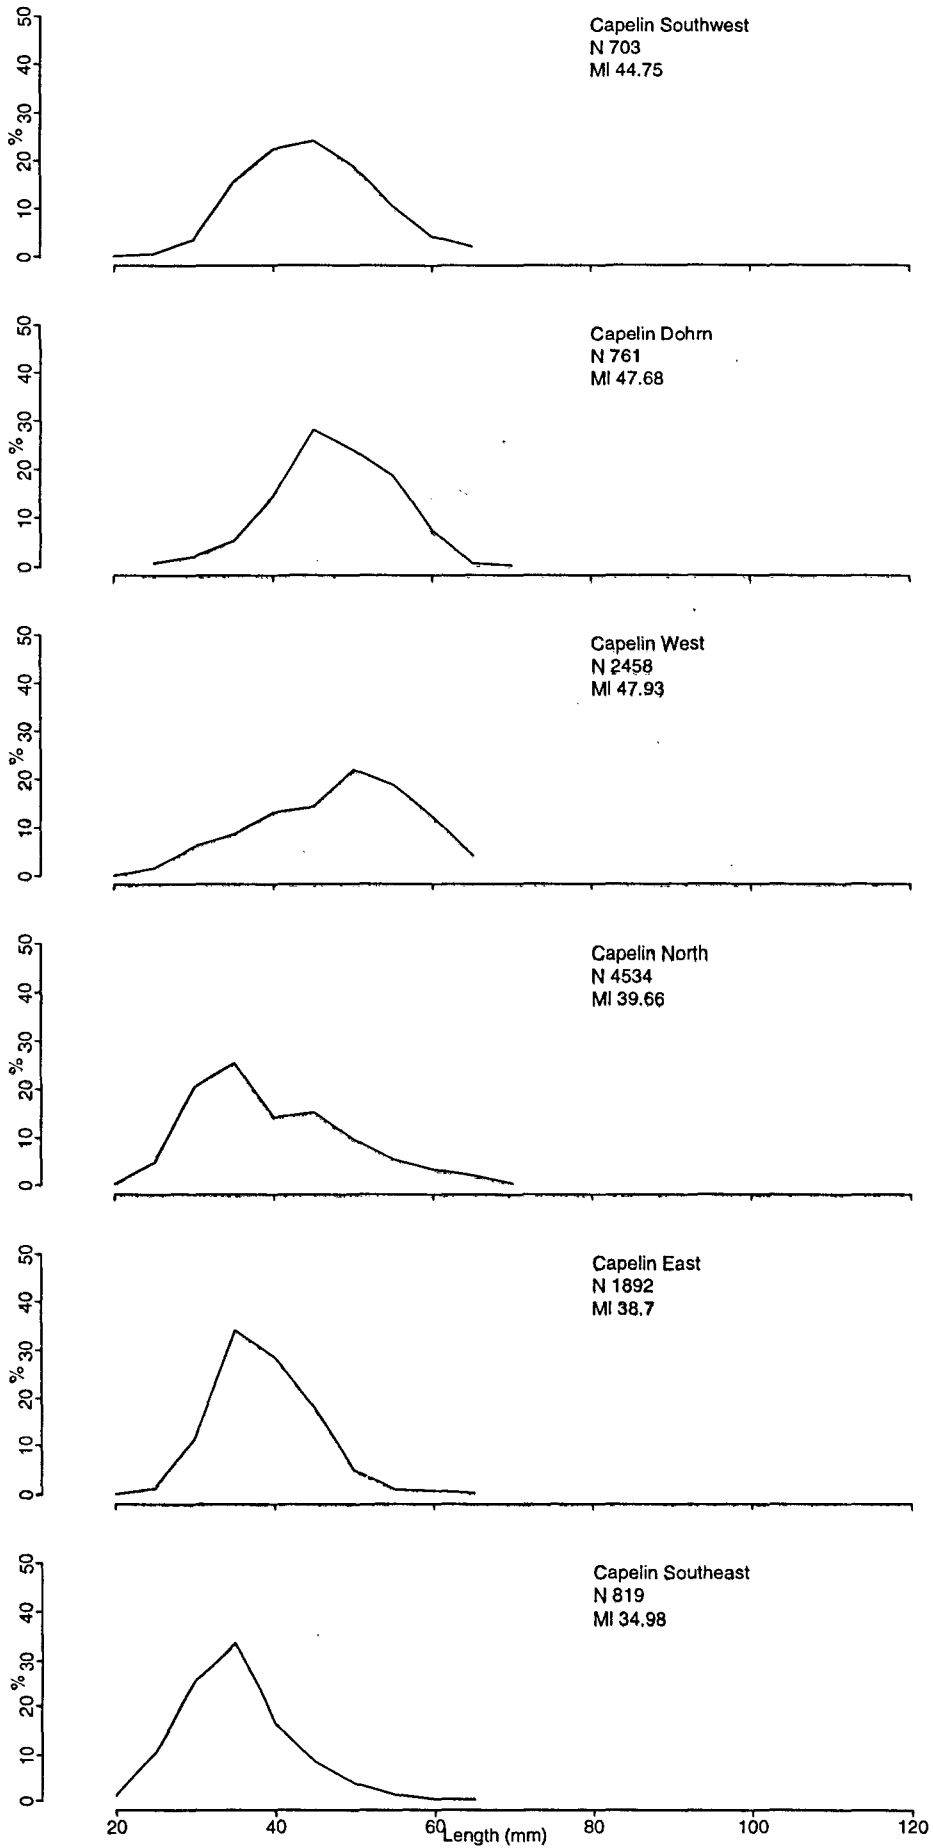 50
40
30
%
20
10
0
Capelin Southwest
N 703
Ml 44.75
50
40
30
%
20
10
0
Capelin Dohrn
N 761
Ml 47.68
50
40
30
%
20
10
0
Capelin West
N 2458
Ml 47.93
50
40
30
%
20
10
0
Capelin North
N 4534
Ml 39.66
50
40
30
%
20
10
0
Capelin East
N 1892
Ml 38.7
50
40
30
%
20
10
0
Capelin Southeast
N 819
Ml 34.98
20 40 60 80 100 120
Length (mm)